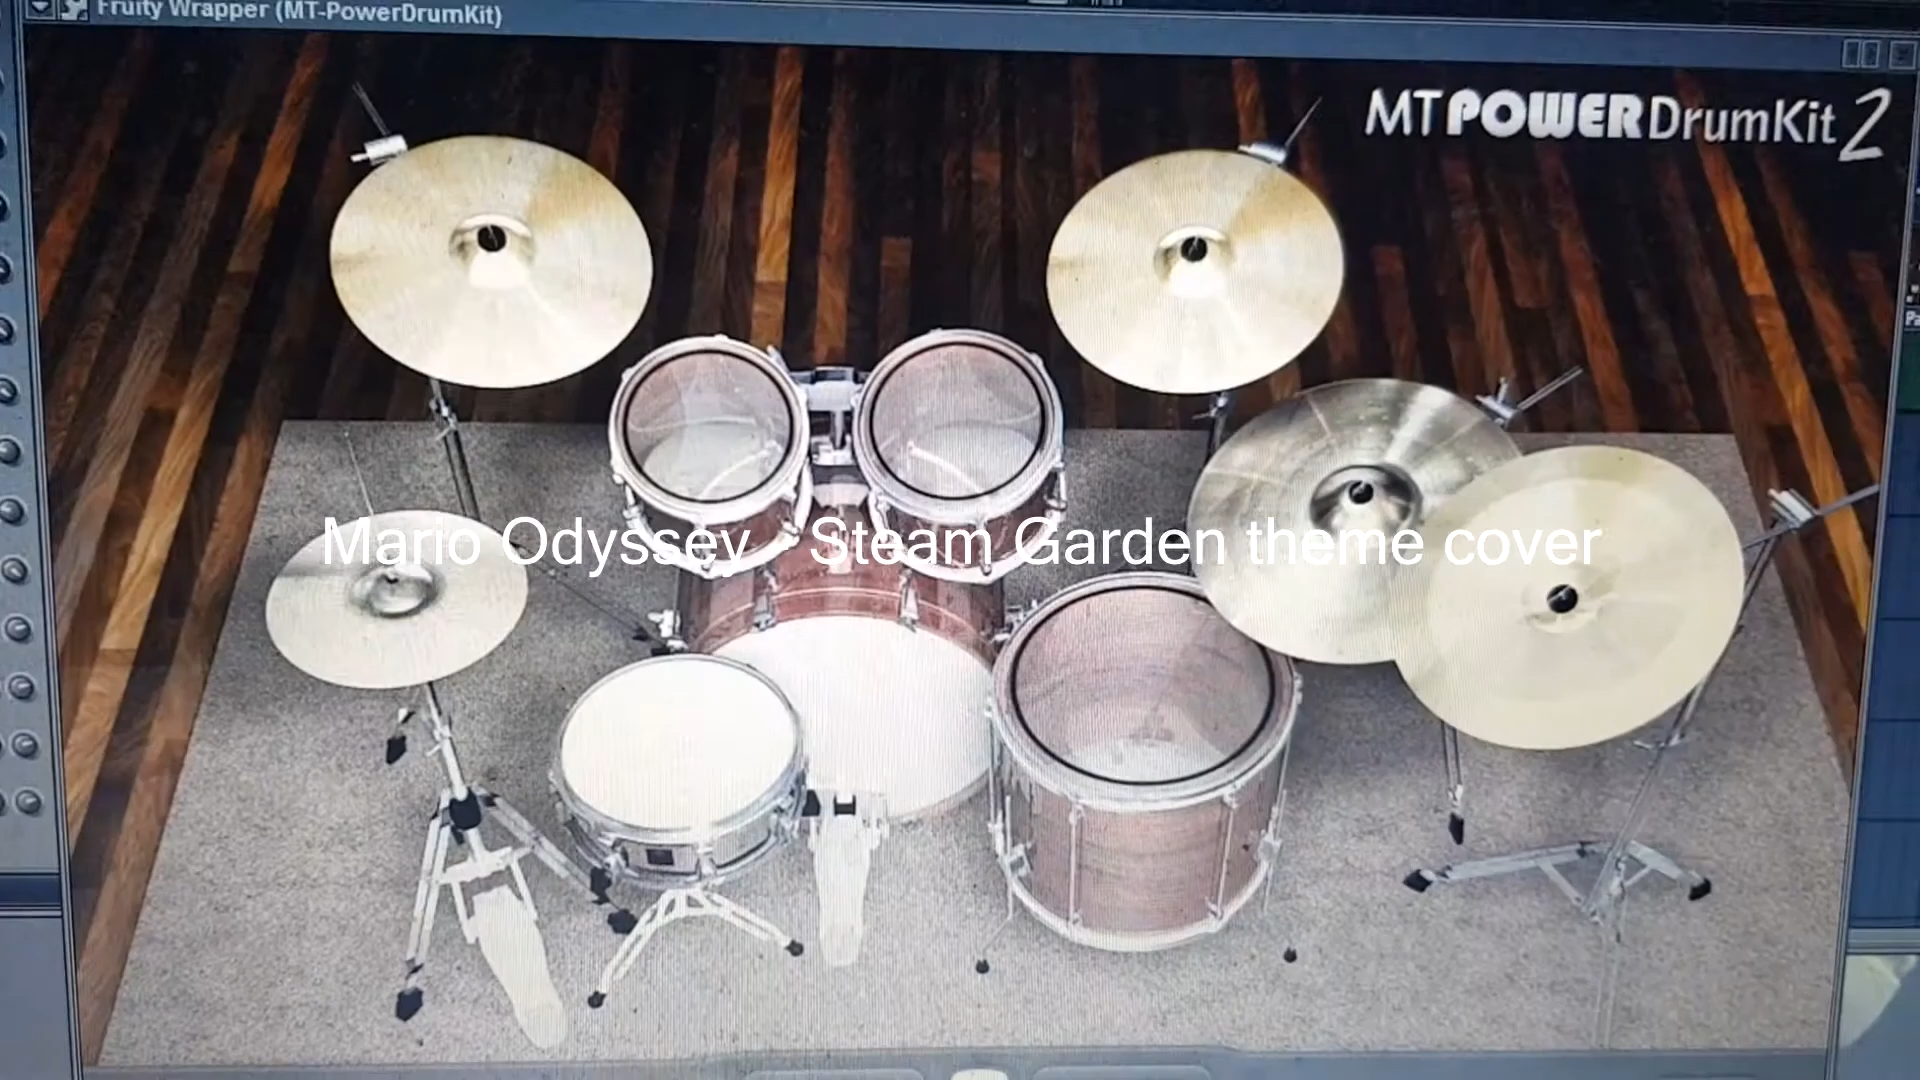 Fruity Wrapper (MT-PowerDrumKit)
MT POWER DrumKit 2
Mario Odyssey Steam Garden theme cover